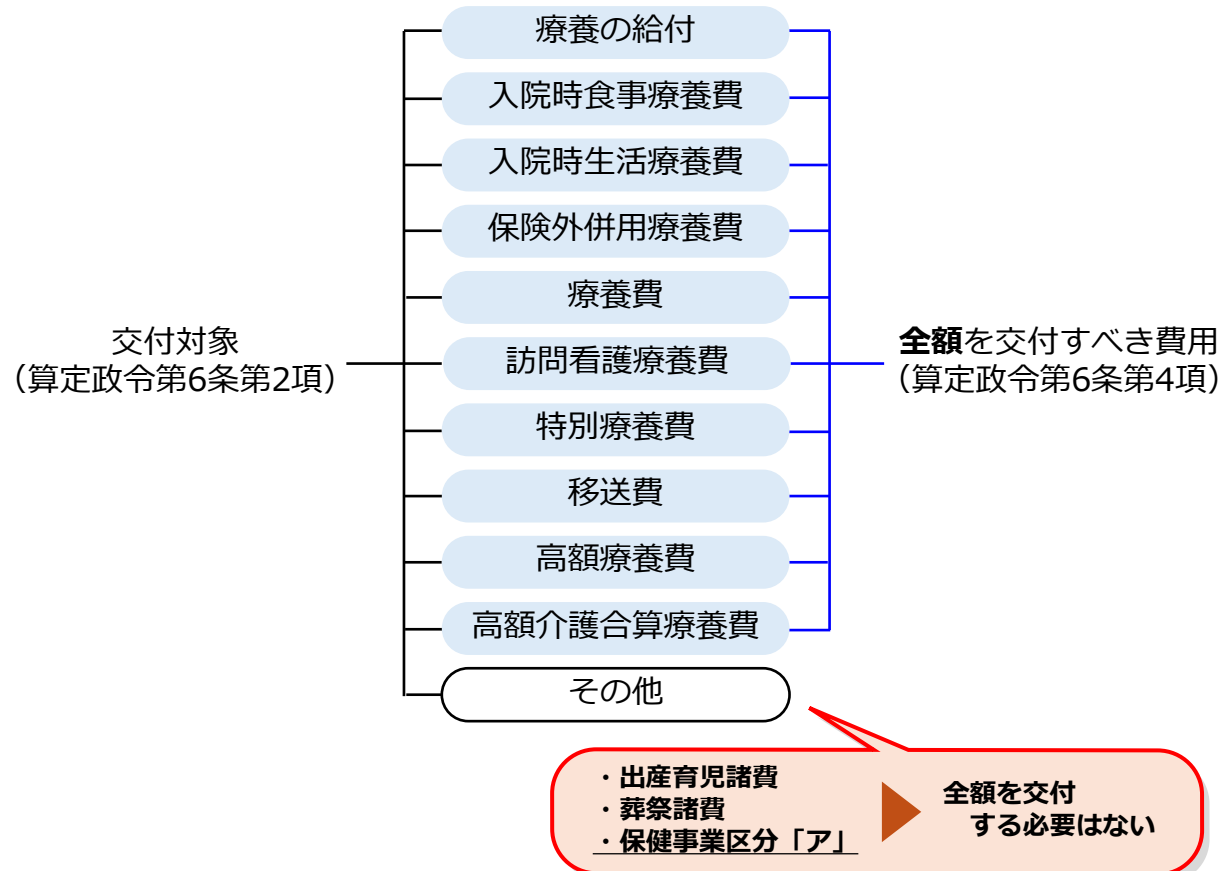 療養の給付
入院時食事療養費
入院時生活療養費
保険外併用療養費
療養費
訪問看護療養費
特別療養費
移送費
高額療養費
高額介護合算療養費
その他
交付対象
（算定政令第6条第2項）
全額を交付すべき費用
（算定政令第6条第4項）
・出産育児諸費
・葬祭諸費
・保健事業区分「ア」
全額を交付
する必要はない